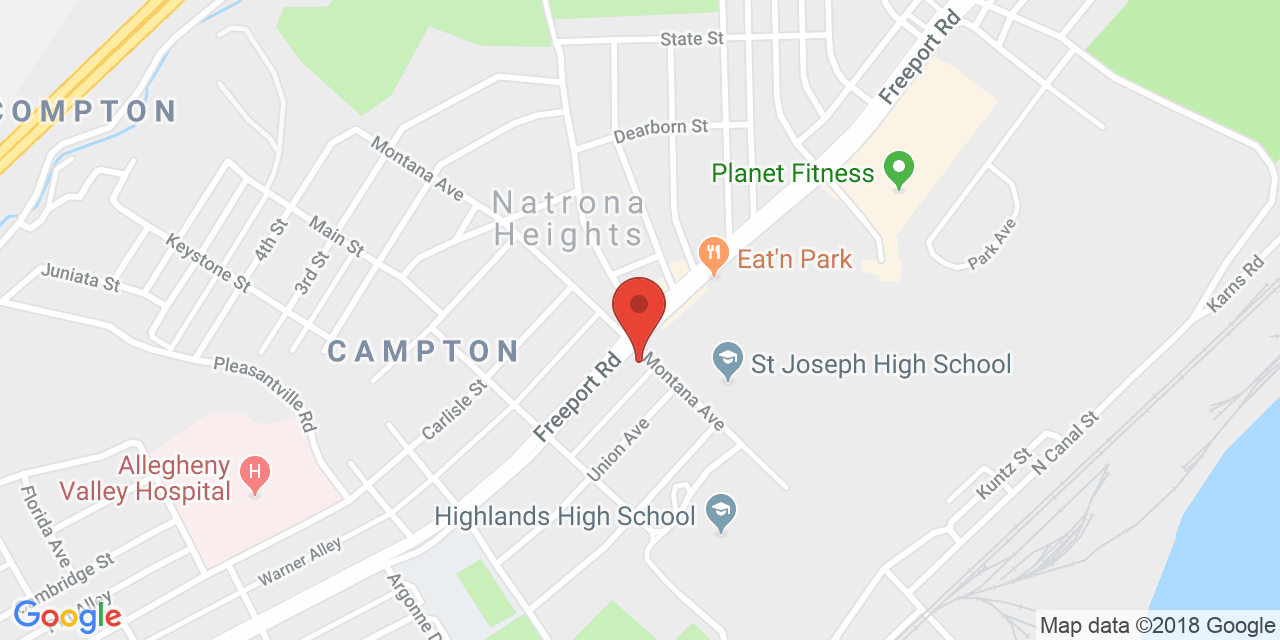 State St
Freeport Rd
COMPTON
Dearborn St
Montana Ave
Planet Fitness
Natrona
Heights
Main St
4th St
Keystone St
3rd St
Park Ave
Juniata St
Eat'n Park
Karns Rd
CAMPTON
St Joseph High School
Pleasantville Rd
Freeport Rd
Montana Ave
Carlisle St
Union Ave
N Canal St
Kuntz St
Allegheny
Valley Hospital
H
Florida Ave
Highlands High School
Warner Alley
Alley
Argonne D
Google
Map data ©2018 Google